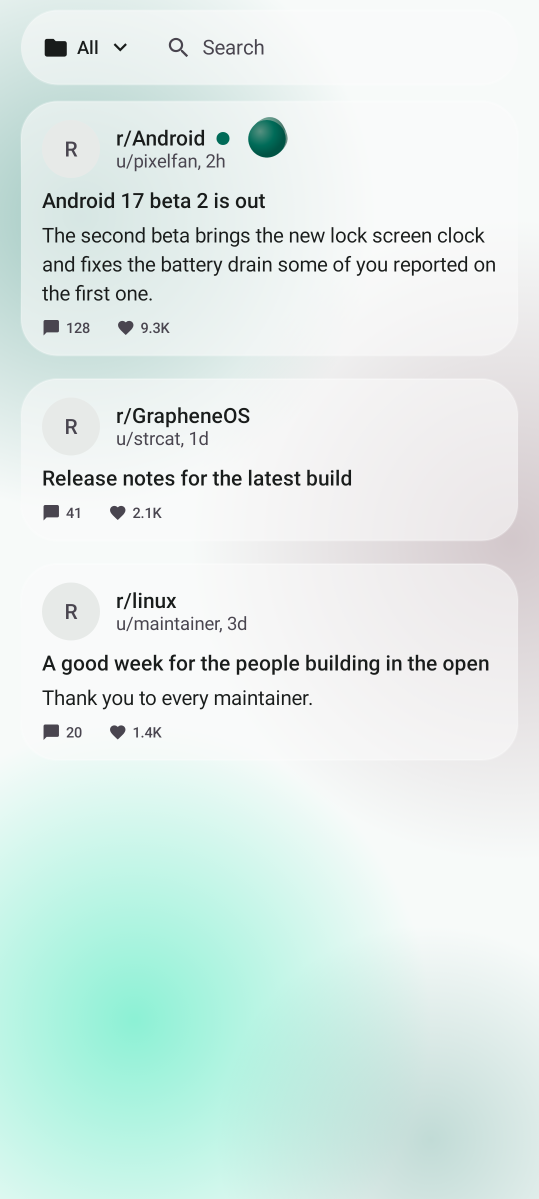 All
Search
R
r/Android
u/pixelfan, 2h
Android 17 beta 2 is out
The second beta brings the new lock screen clock
and fixes the battery drain some of you reported on
the first one.
128 9.3K
R
r/GrapheneOS
u/strcat, 1d
Release notes for the latest build
41 2.1K
R
r/linux
u/maintainer, 3d
A good week for the people building in the open
Thank you to every maintainer.
20 1.4K